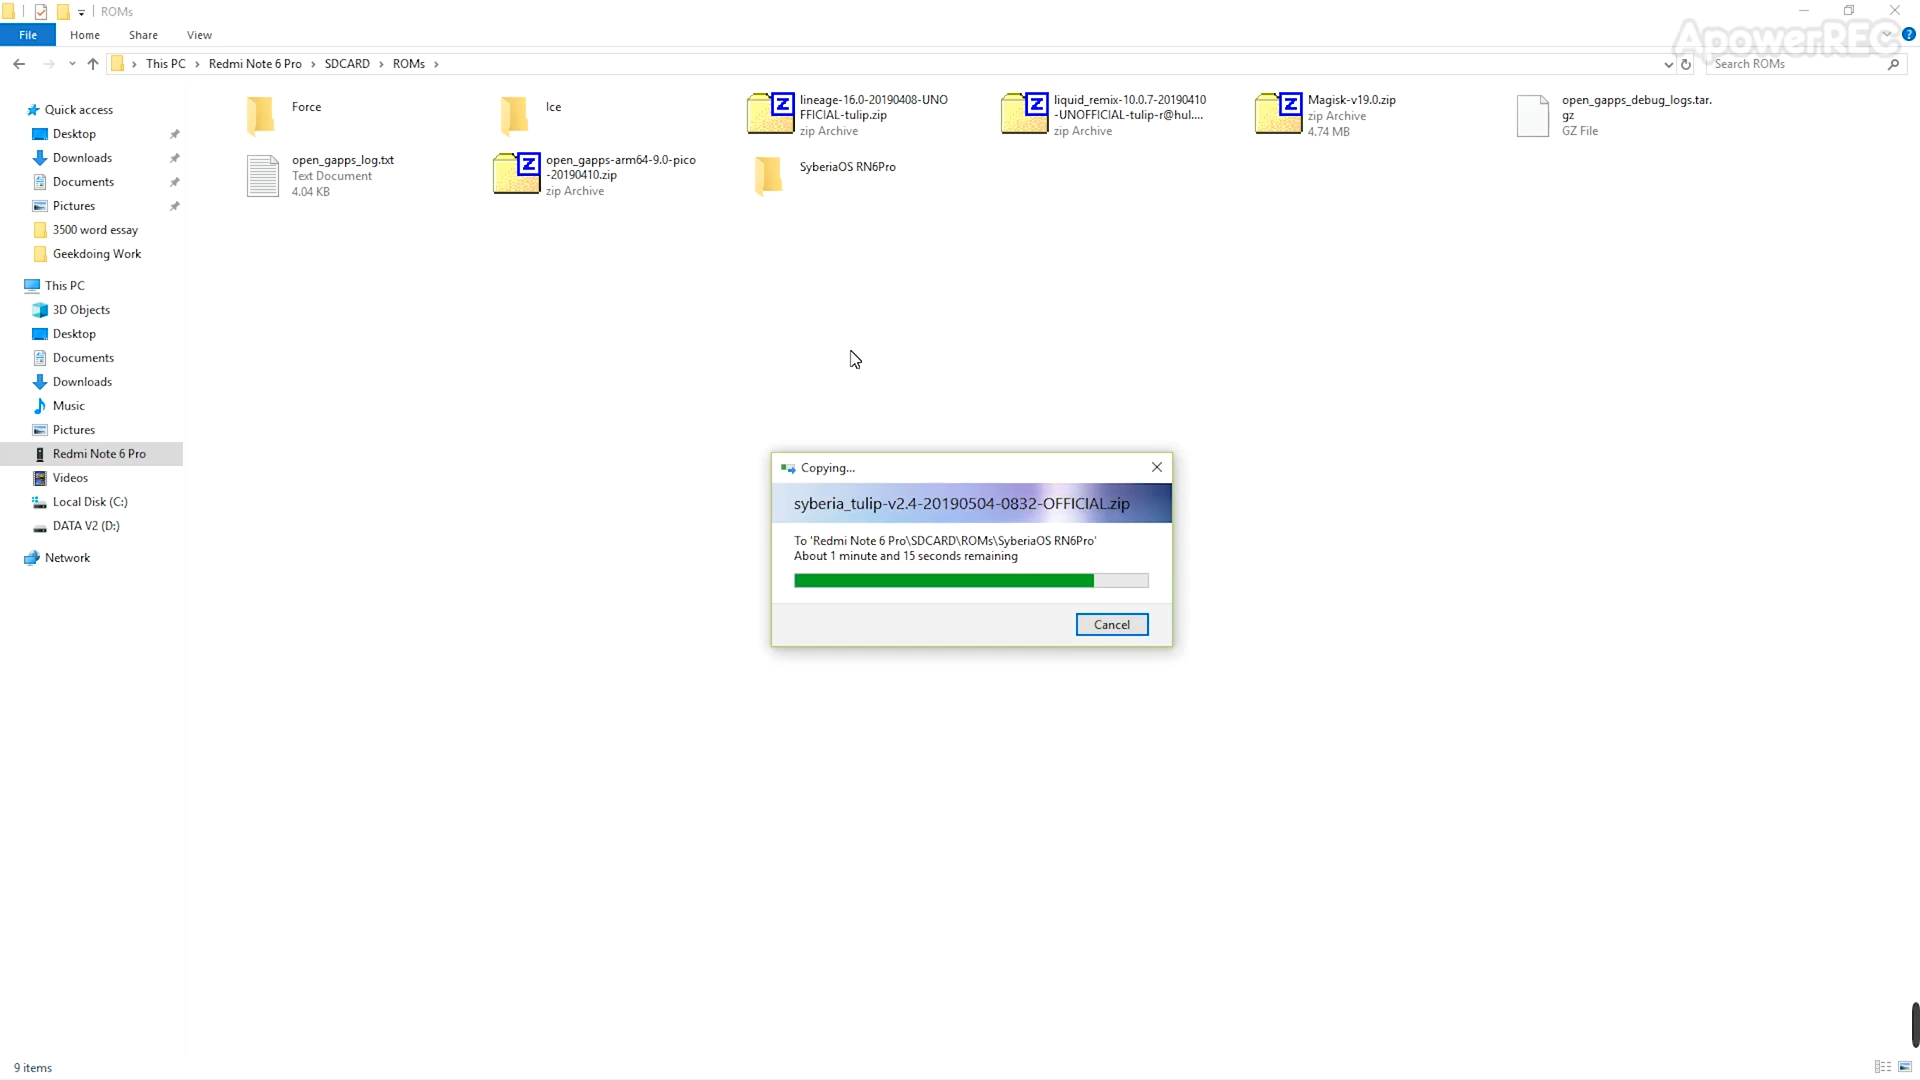 ROMs
File Home Share View
ApowerREC
This PC Redmi Note 6 Pro SDCARD ROMs
Search ROMs
Quick access
Desktop
Downloads
Documents
Pictures
3500 word essay
Geekdoing Work
This PC
3D Objects
Desktop
Documents
Downloads
Music
Pictures
Redmi Note 6 Pro
Videos
Local Disk (C:)
DATA V2 (D:)
Network
Force
Ice
lineage-16.0-20190408-UNO
FFICIAL-tulip.zip
zip Archive
liquid_remix-10.0.7-20190410
-UNOFFICIAL-tulip-r@hul....
zip Archive
Magisk-v19.0.zip
zip Archive
4.74 MB
open_gapps_debug_logs.tar.
gz
GZ File
open_gapps_log.txt
Text Document
4.04 KB
open_gapps-arm64-9.0-pico
-20190410.zip
zip Archive
SyberiaOS RN6Pro
Copying...
syberia_tulip-v2.4-20190504-0832-OFFICIAL.zip
To 'Redmi Note 6 Pro\SDCARD\ROMs\SyberiaOS RN6Pro'
About 1 minute and 15 seconds remaining
Cancel
9 items